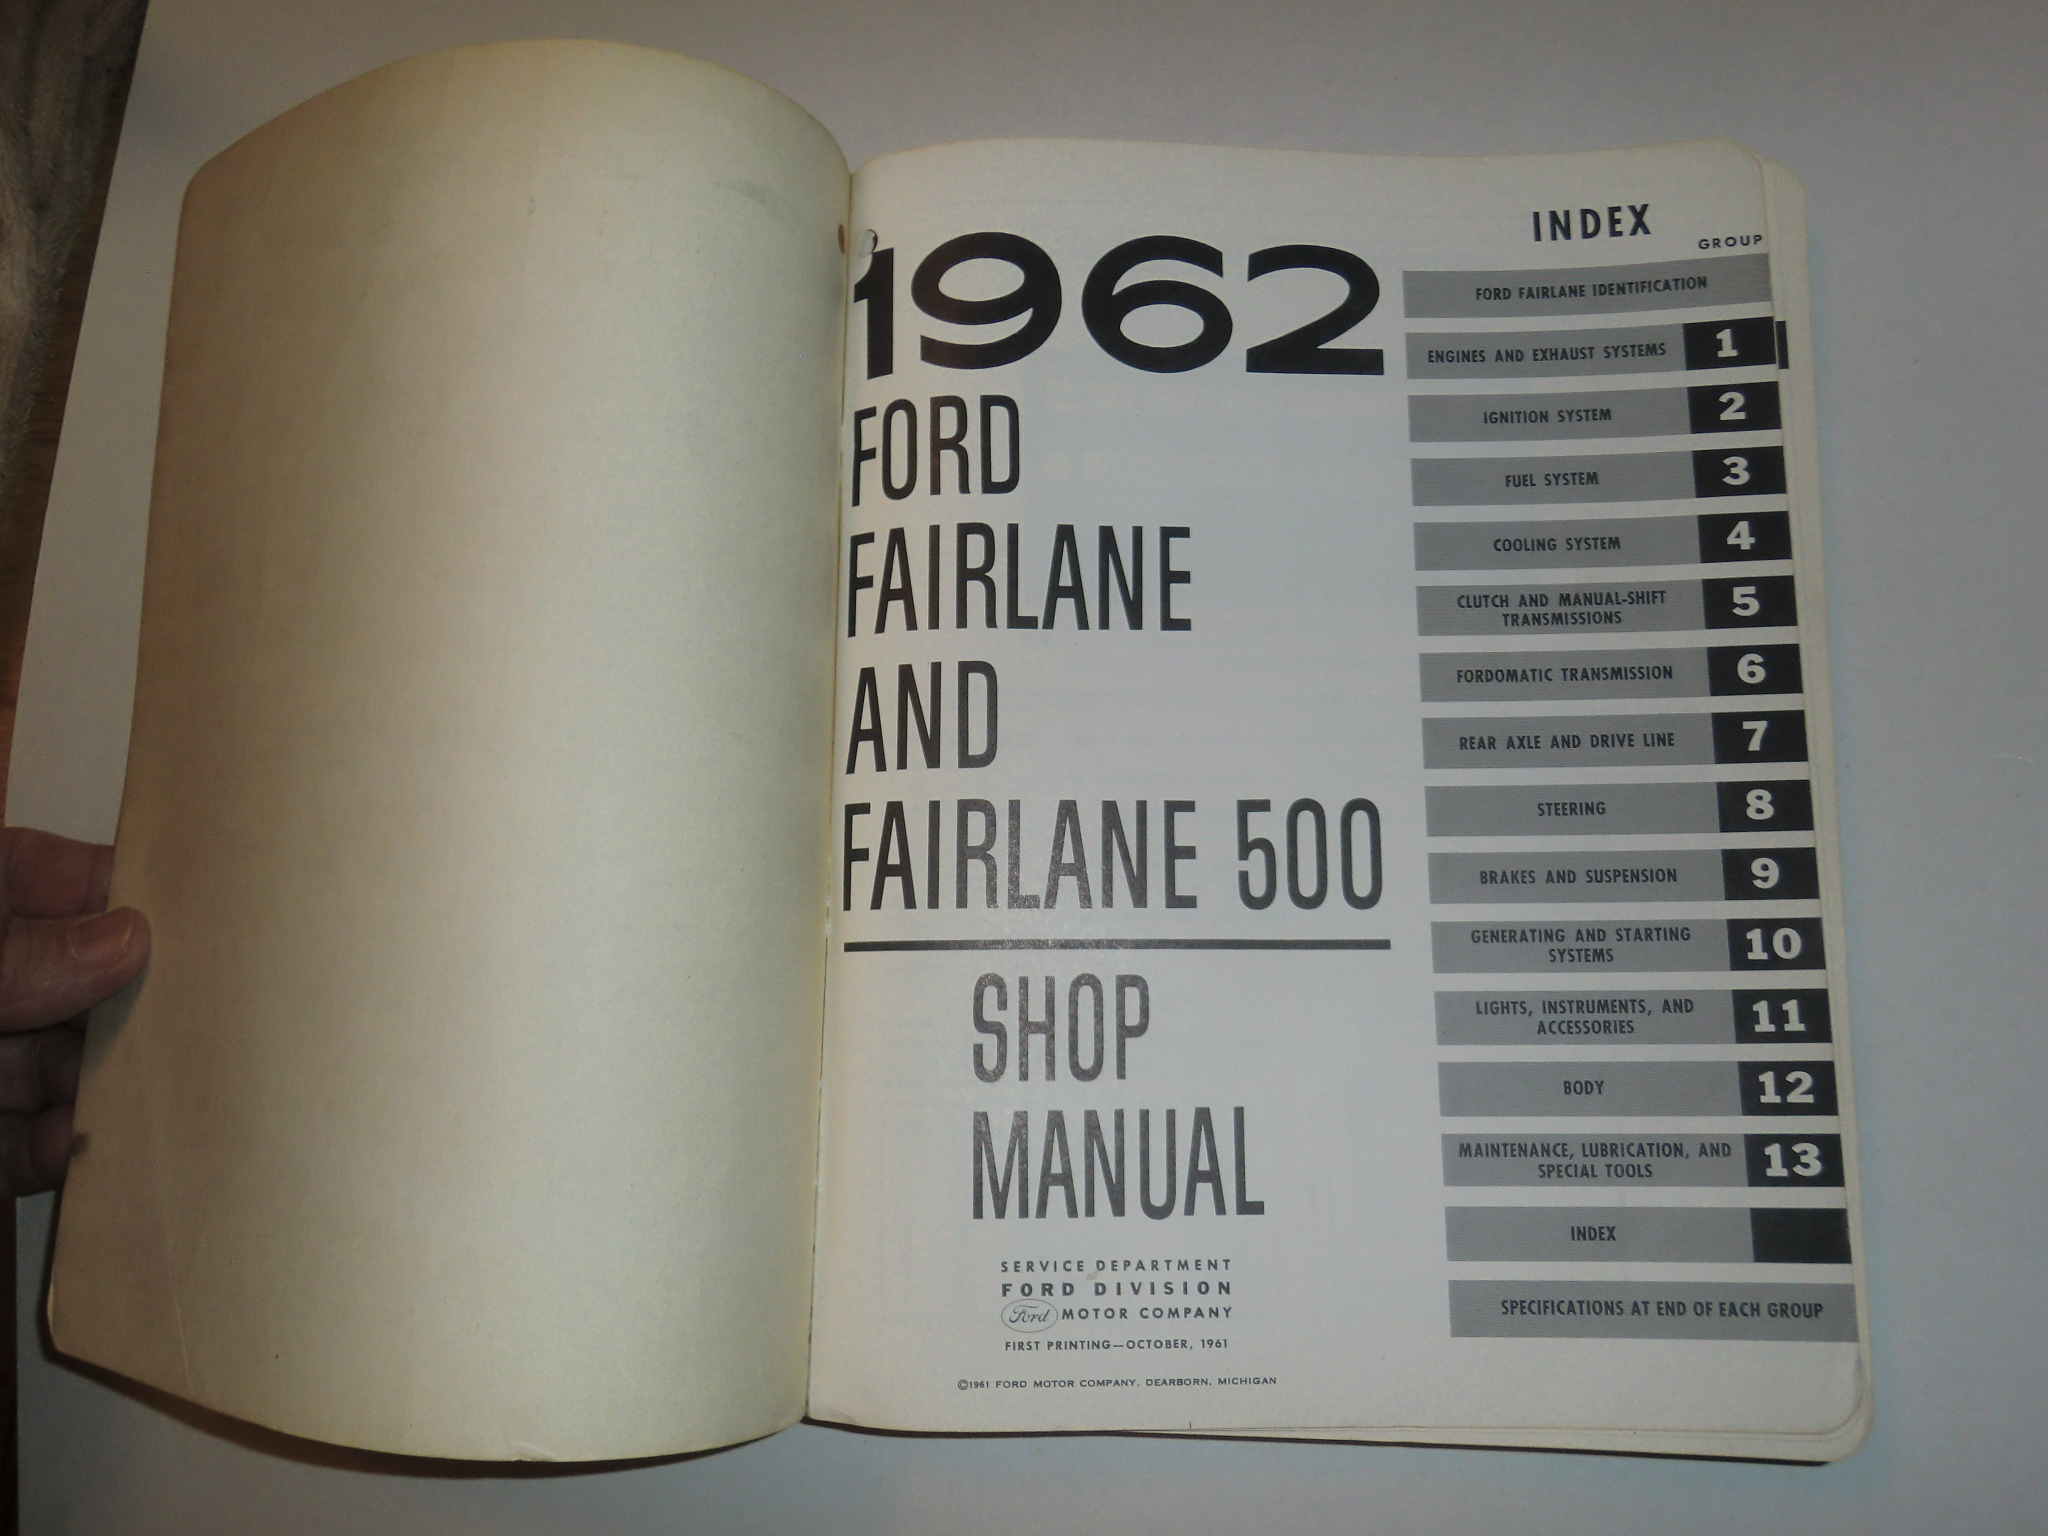 1962
FORD
FAIRLANE
AND
FAIRLANE 500
SHOP
MANUAL
SERVICE DEPARTMENT
FORD DIVISION
Ford MOTOR COMPANY
FIRST PRINTING—OCTOBER, 1961
©1961 FORD MOTOR COMPANY, DEARBORN, MICHIGAN
INDEX
GROUP
FORD FAIRLANE IDENTIFICATION
ENGINES AND EXHAUST SYSTEMS 1
IGNITION SYSTEM 2
FUEL SYSTEM 3
COOLING SYSTEM 4
CLUTCH AND MANUAL-SHIFT
TRANSMISSIONS 5
FORDOMATIC TRANSMISSION 6
REAR AXLE AND DRIVE LINE 7
STEERING 8
BRAKES AND SUSPENSION 9
GENERATING AND STARTING
SYSTEMS 10
LIGHTS, INSTRUMENTS, AND
ACCESSORIES 11
BODY 12
MAINTENANCE, LUBRICATION, AND
SPECIAL TOOLS 13
INDEX
SPECIFICATIONS AT END OF EACH GROUP